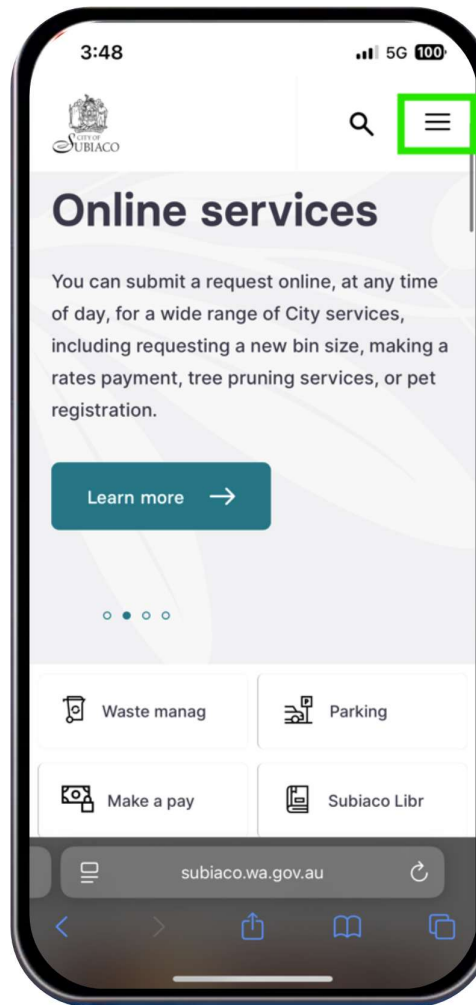 3:48
5G 100
CITY OF
SUBIACO
Online services
You can submit a request online, at any time
of day, for a wide range of City services,
including requesting a new bin size, making a
rates payment, tree pruning services, or pet
registration.
Learn more →
Waste manag
Parking
Make a pay
Subiaco Libr
subiaco.wa.gov.au